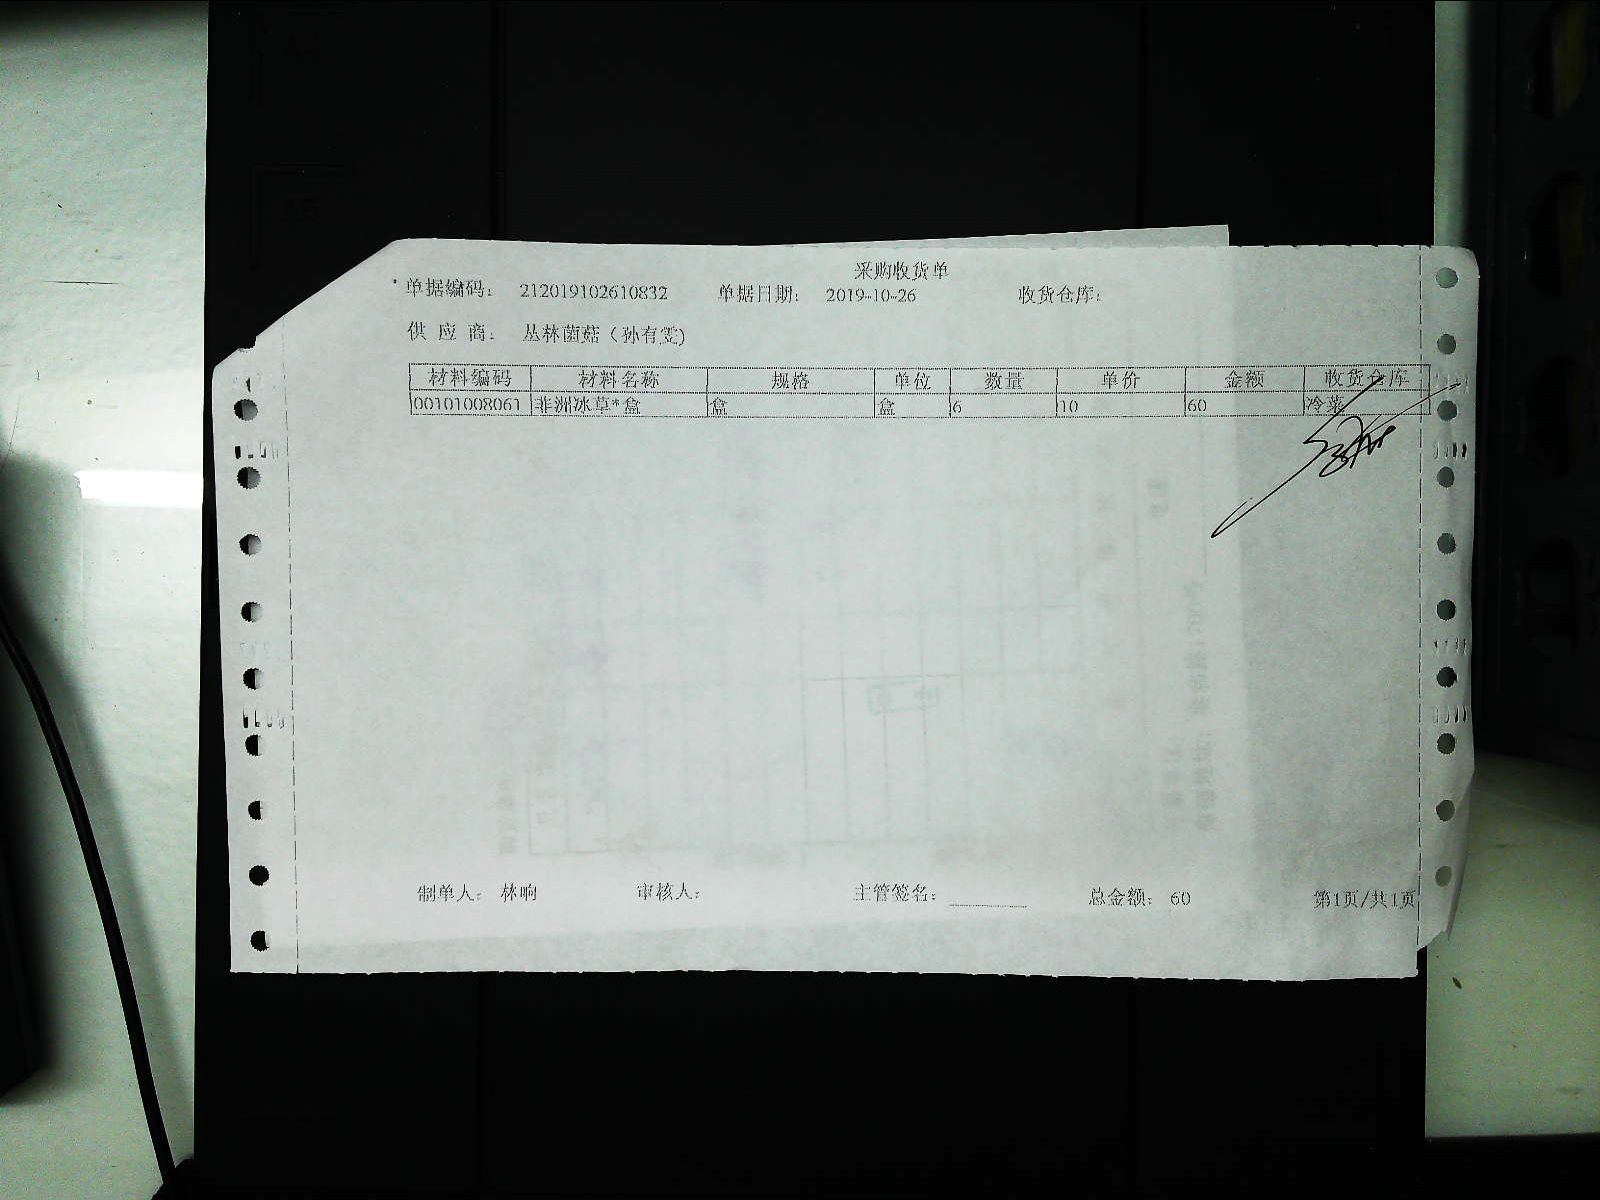 采购收货单
单据编码： 212019102610832 单据日期： 2019-10-26 收货仓库：
供 应 商： 丛林菌菇（孙有雯）
材料编码 材料名称 规格 单位 数量 单价 金额 收货仓库
00101008061 非洲冰草*盒 盒 盒 6 10 60 冷菜
制单人： 林响 审核人： 主管签名： 总金额： 60 第1页/共1页